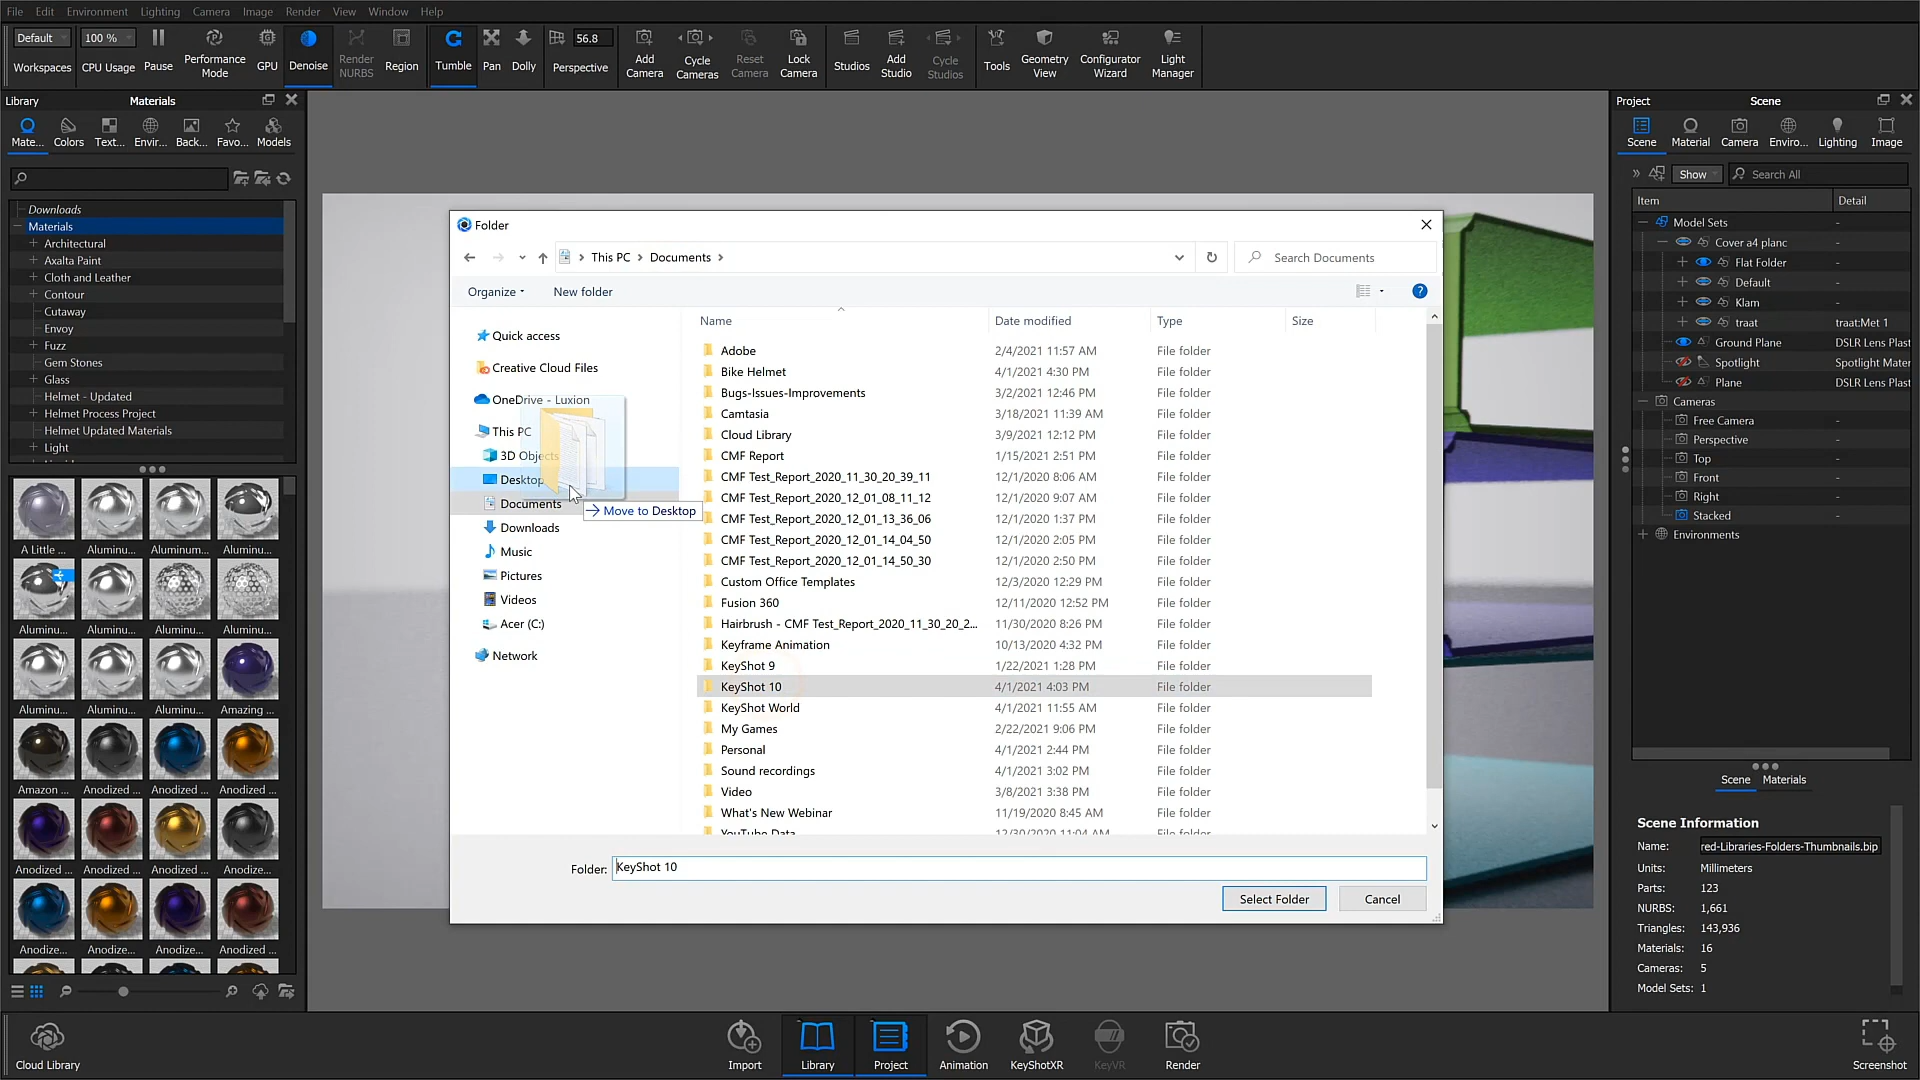 File Edit Environment Lighting Camera Image Render View Window Help
Default 100 % 56.8
Workspaces CPU Usage Pause Performance Mode GPU Denoise Render NURBS Region Tumble Pan Dolly Perspective Add Camera Cycle Cameras Reset Camera Lock Camera Studios Add Studio Cycle Studios Tools Geometry View Configurator Wizard Light Manager
Library Materials
Mate... Colors Text... Envir... Back... Favo... Models
Downloads
Materials
Architectural
Axalta Paint
Cloth and Leather
Contour
Cutaway
Envoy
Fuzz
Gem Stones
Glass
Helmet - Updated
Helmet Process Project
Helmet Updated Materials
Light
A Little ... Aluminu... Aluminum... Aluminu...
Aluminu... Aluminu... Aluminu... Aluminu...
Aluminu... Aluminu... Aluminu... Amazing ...
Amazon ... Anodized ... Anodized ... Anodized ...
Anodized ... Anodized ... Anodized ... Anodize...
Anodize... Anodize... Anodize... Anodized ...
Folder
This PC Documents
Search Documents
Organize New folder
Name Date modified Type Size
Quick access
Creative Cloud Files
OneDrive - Luxion
This PC
3D Objects
Desktop
Documents
Downloads
Music
Pictures
Videos
Acer (C:)
Network
Move to Desktop
Adobe 2/4/2021 11:57 AM File folder
Bike Helmet 4/1/2021 4:30 PM File folder
Bugs-Issues-Improvements 3/2/2021 12:46 PM File folder
Camtasia 3/18/2021 11:39 AM File folder
Cloud Library 3/9/2021 12:12 PM File folder
CMF Report 1/15/2021 2:51 PM File folder
CMF Test_Report_2020_11_30_20_39_11 12/1/2020 8:06 AM File folder
CMF Test_Report_2020_12_01_08_11_12 12/1/2020 9:07 AM File folder
CMF Test_Report_2020_12_01_13_36_06 12/1/2020 1:37 PM File folder
CMF Test_Report_2020_12_01_14_04_50 12/1/2020 2:05 PM File folder
CMF Test_Report_2020_12_01_14_50_30 12/1/2020 2:50 PM File folder
Custom Office Templates 12/3/2020 12:29 PM File folder
Fusion 360 12/11/2020 12:52 PM File folder
Hairbrush - CMF Test_Report_2020_11_30_20_2... 11/30/2020 8:26 PM File folder
Keyframe Animation 10/13/2020 4:32 PM File folder
KeyShot 9 1/22/2021 1:28 PM File folder
KeyShot 10 4/1/2021 4:03 PM File folder
KeyShot World 4/1/2021 11:55 AM File folder
My Games 2/22/2021 9:06 PM File folder
Personal 4/1/2021 2:44 PM File folder
Sound recordings 4/1/2021 3:02 PM File folder
Video 3/8/2021 3:38 PM File folder
What's New Webinar 11/19/2020 8:45 AM File folder
YouTube Data 12/30/2020 11:04 AM File folder
Folder: KeyShot 10
Select Folder Cancel
Project Scene
Scene Material Camera Enviro... Lighting Image
Show Search All
Item Detail
Model Sets -
Cover a4 planc -
Flat Folder -
Default -
Klam -
traat traat:Met 1
Ground Plane DSLR Lens Plast
Spotlight Spotlight Mater
Plane DSLR Lens Plast
Cameras -
Free Camera -
Perspective -
Top -
Front -
Right -
Stacked -
Environments -
Scene Materials
Scene Information
Name: red-Libraries-Folders-Thumbnails.bip
Units: Millimeters
Parts: 123
NURBS: 1,661
Triangles: 143,936
Materials: 16
Cameras: 5
Model Sets: 1
Cloud Library Import Library Project Animation KeyShotXR KeyVR Render Screenshot